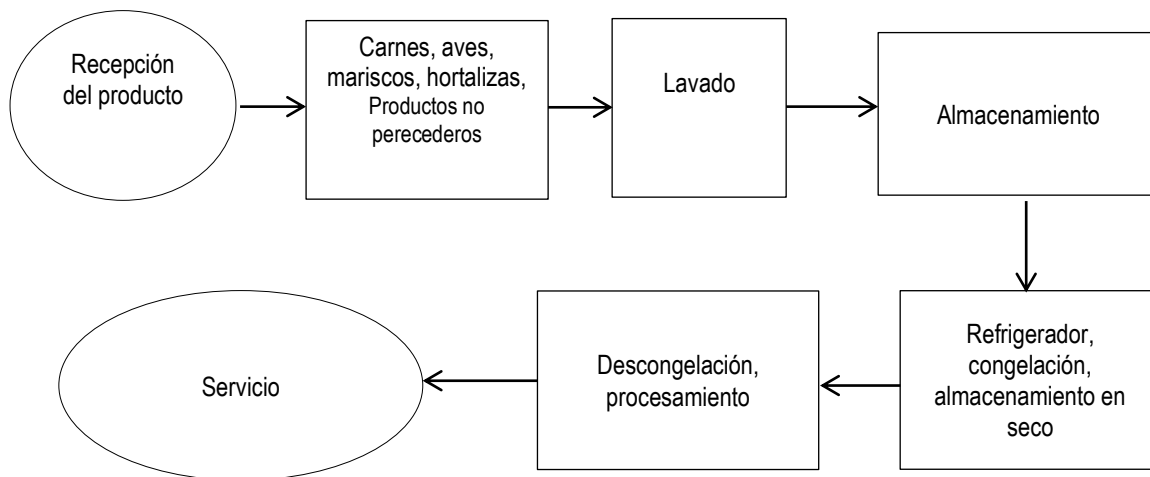 Recepción
del producto
Carnes, aves,
mariscos, hortalizas,
Productos no
perecederos
Lavado
Almacenamiento
Refrigerador,
congelación,
almacenamiento en
seco
Descongelación,
procesamiento
Servicio